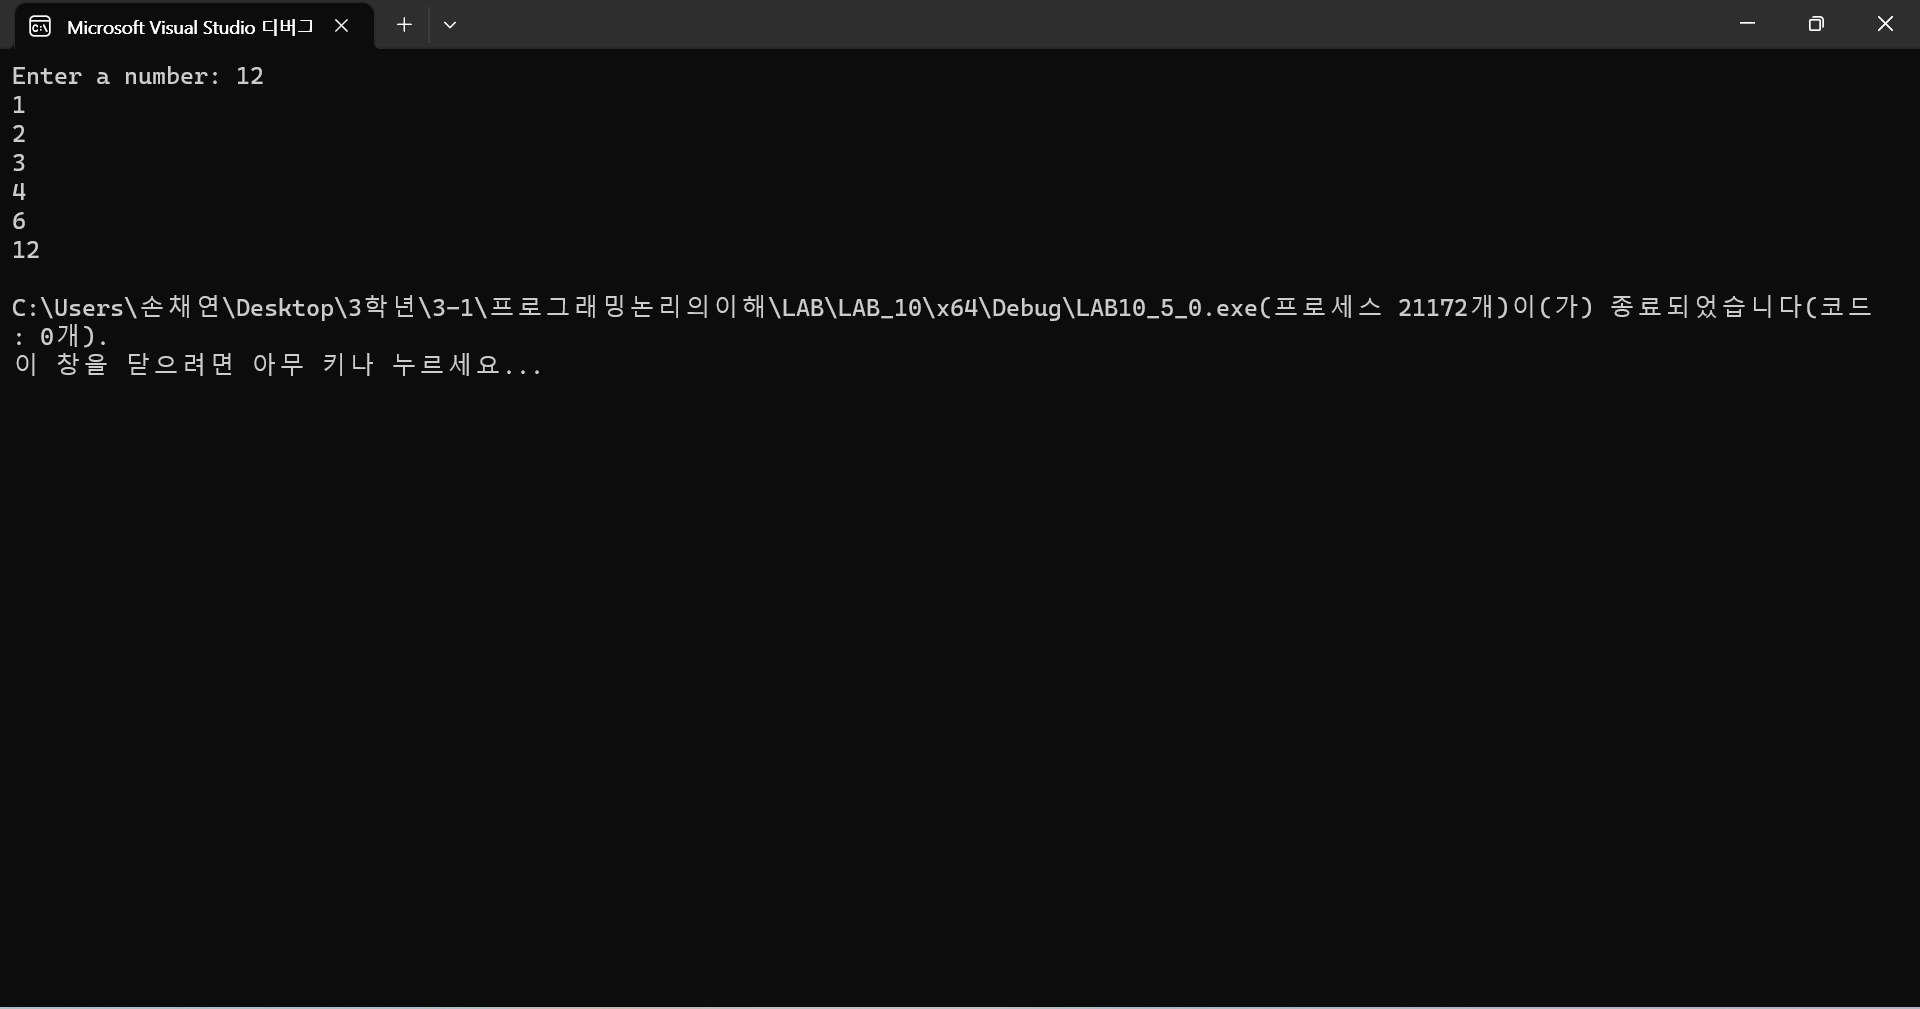 Microsoft Visual Studio 디버그
Enter a number: 12
1
2
3
4
6
12
C:\Users\손채연\Desktop\3학년\3-1\프로그래밍논리의이해\LAB\LAB_10\x64\Debug\LAB10_5_0.exe(프로세스 21172개)이(가) 종료되었습니다(코드
: 0개).
이 창을 닫으려면 아무 키나 누르세요...